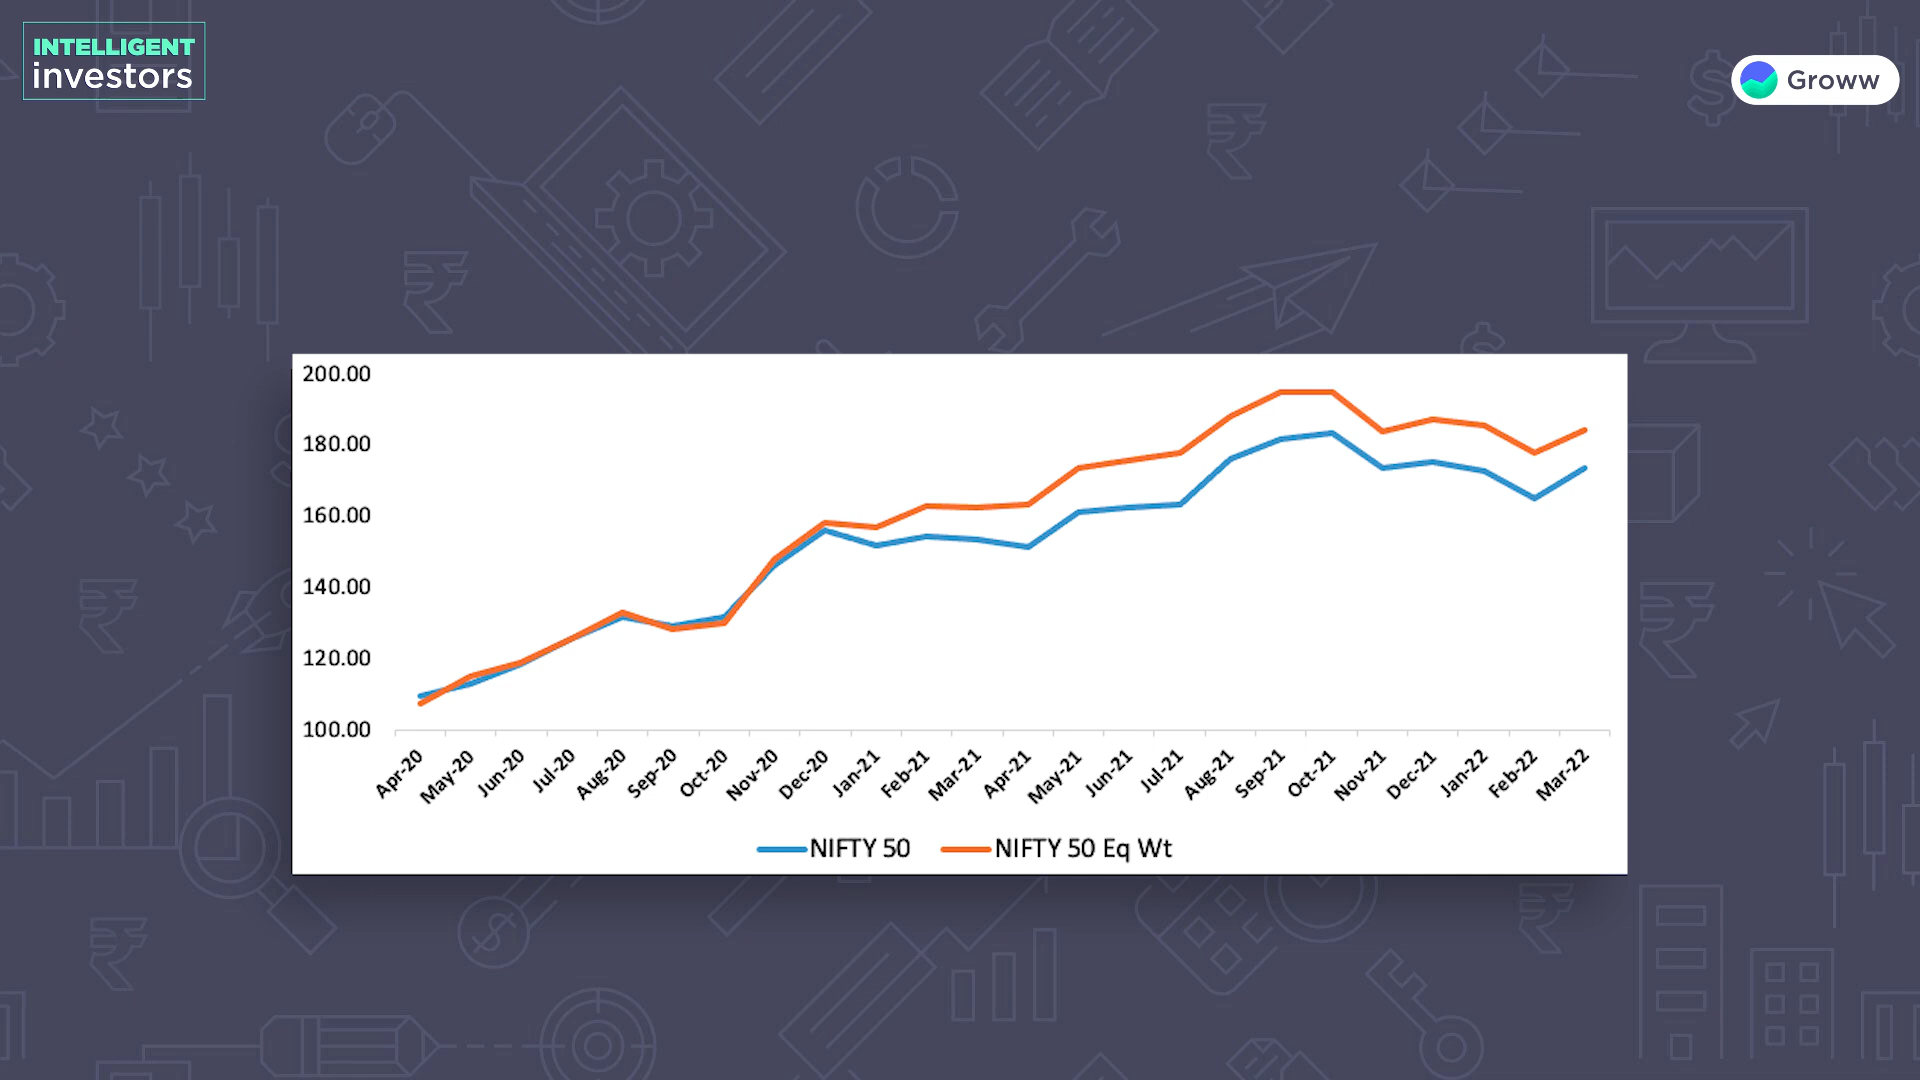 INTELLIGENT
investors
Groww
200.00
180.00
160.00
140.00
120.00
100.00
Apr-20
May-20
Jun-20
Jul-20
Aug-20
Sep-20
Oct-20
Nov-20
Dec-20
Jan-21
Feb-21
Mar-21
Apr-21
May-21
Jun-21
Jul-21
Aug-21
Sep-21
Oct-21
Nov-21
Dec-21
Jan-22
Feb-22
Mar-22
NIFTY 50
NIFTY 50 Eq Wt